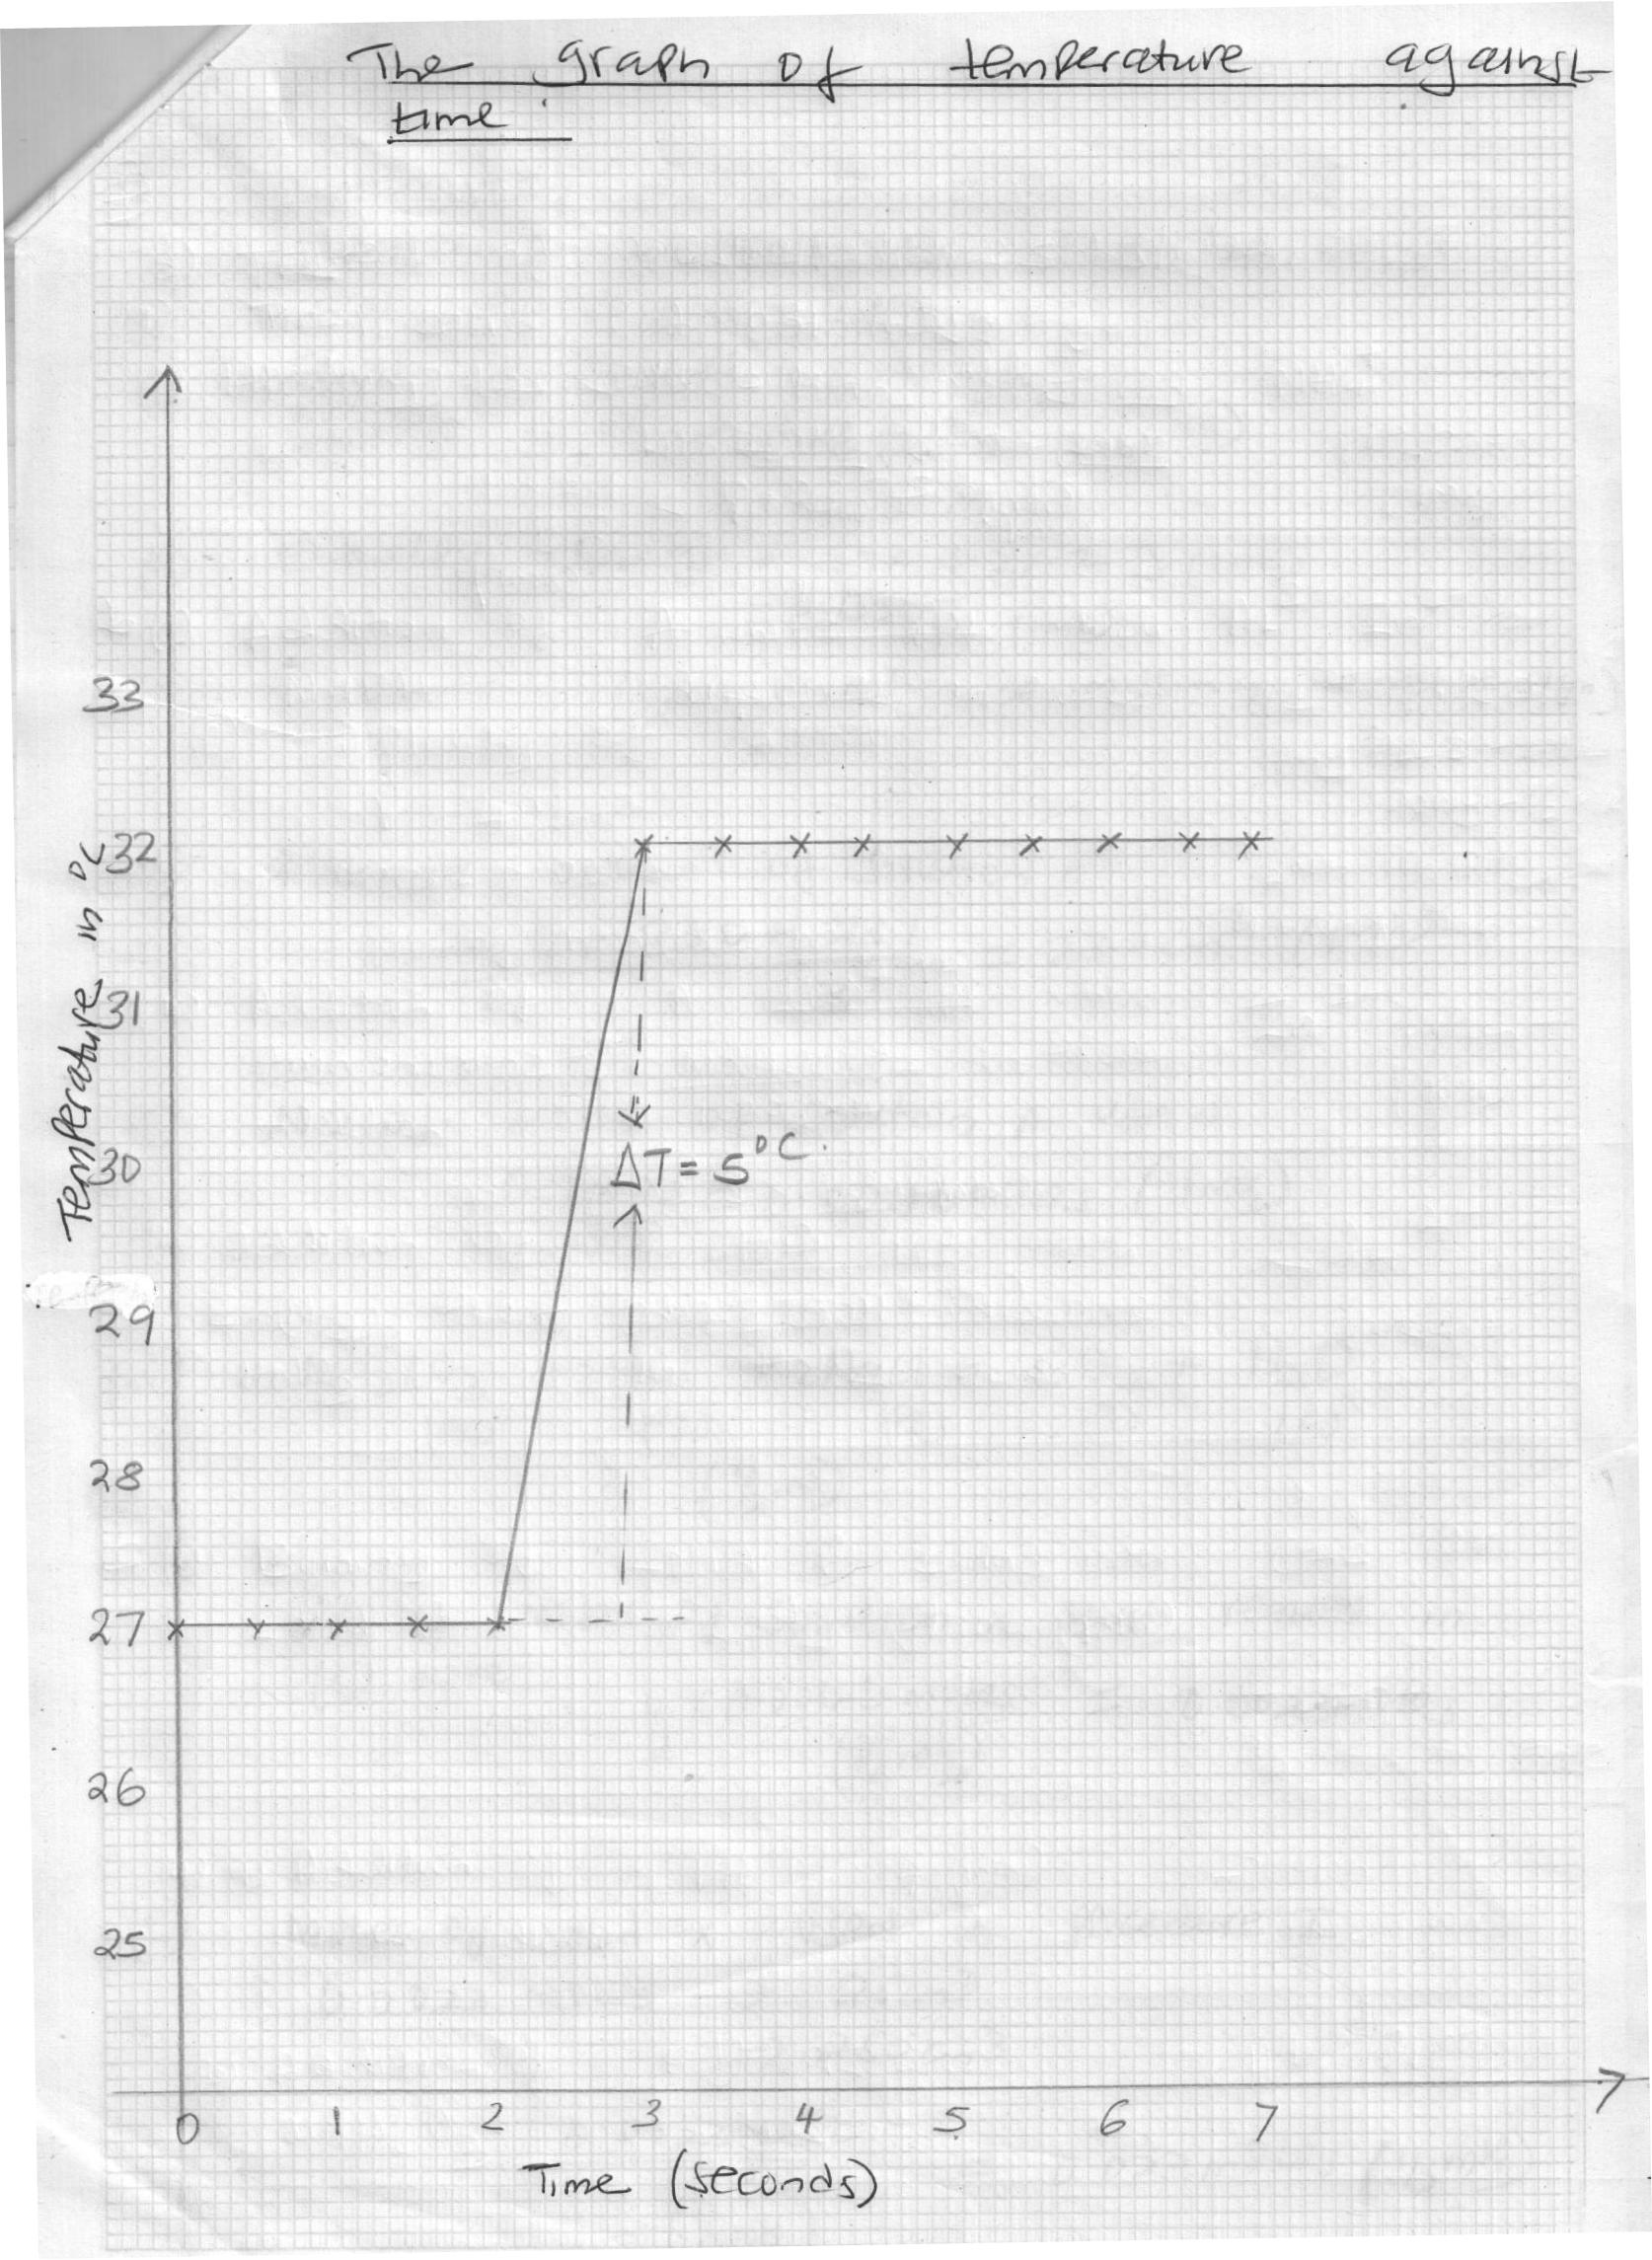 The graph of temperature against
time
33
32
31
30
29
28
27
26
25
Temperature in °C
ΔT = 5°C.
0 1 2 3 4 5 6 7
Time (seconds)